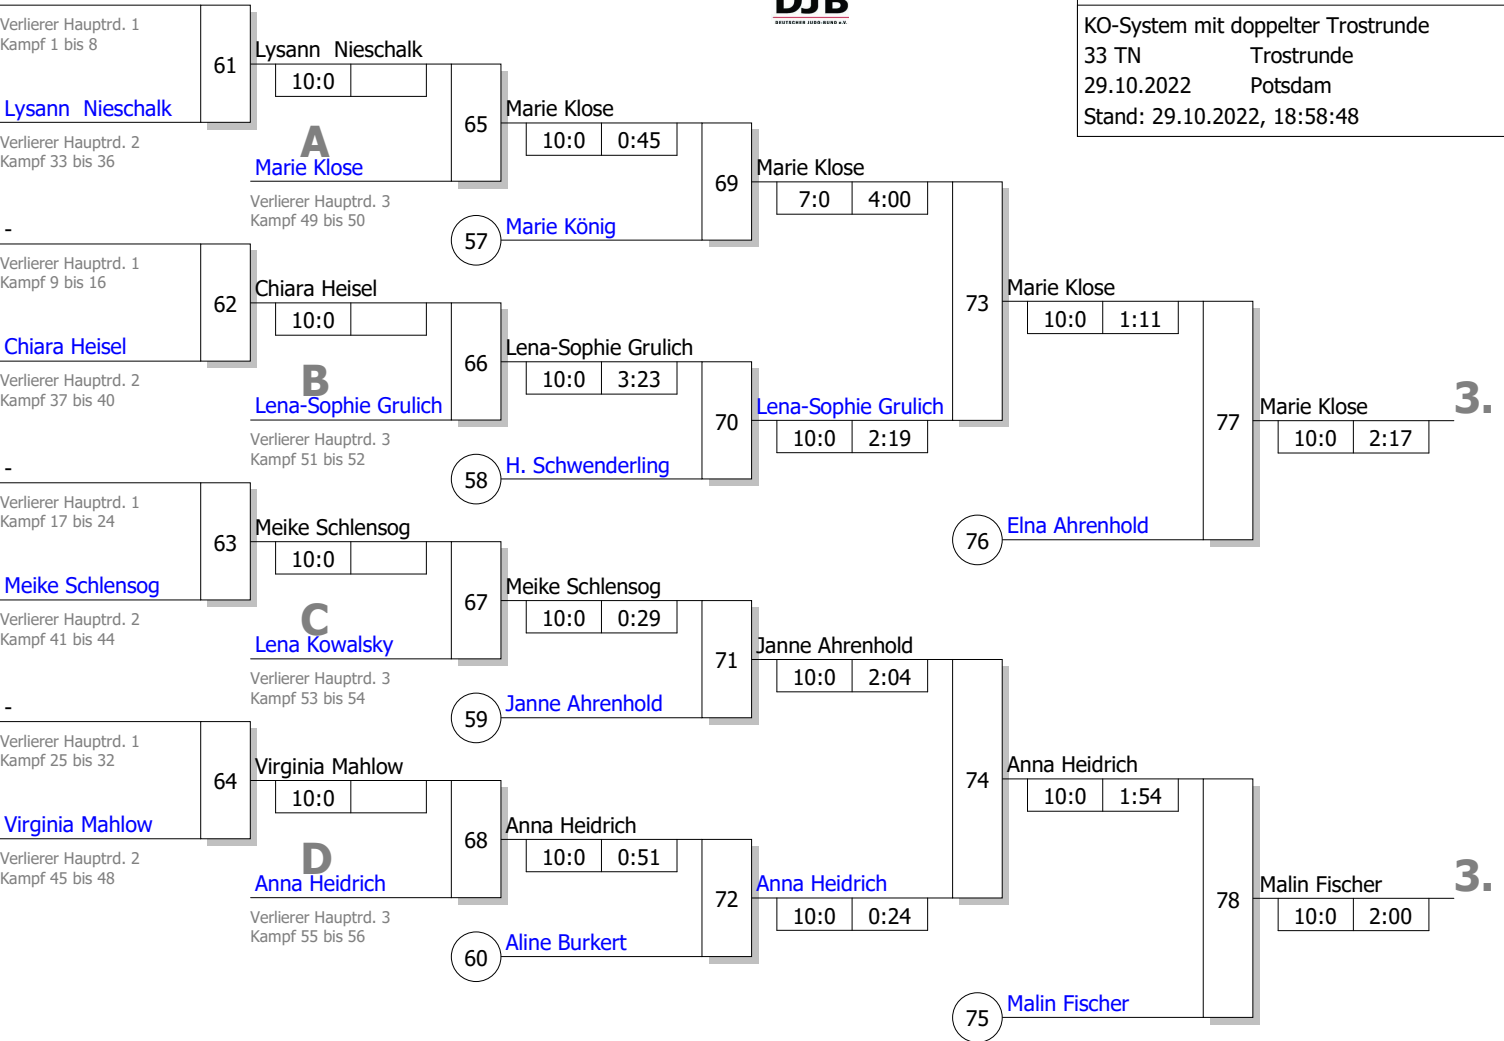 DJB
DEUTSCHER JUDO-BUND e.V.
KO-System mit doppelter Trostrunde
33 TN Trostrunde
29.10.2022 Potsdam
Stand: 29.10.2022, 18:58:48
Verlierer Hauptrd. 1
Kampf 1 bis 8
61
Lysann Nieschalk
10:0
Lysann Nieschalk
Verlierer Hauptrd. 2
Kampf 33 bis 36
A
Marie Klose
Verlierer Hauptrd. 3
Kampf 49 bis 50
65
Marie Klose
10:0 0:45
57
Marie König
69
Marie Klose
7:0 4:00
-
Verlierer Hauptrd. 1
Kampf 9 bis 16
62
Chiara Heisel
10:0
Chiara Heisel
Verlierer Hauptrd. 2
Kampf 37 bis 40
B
Lena-Sophie Grulich
Verlierer Hauptrd. 3
Kampf 51 bis 52
66
Lena-Sophie Grulich
10:0 3:23
58
H. Schwenderling
70
Lena-Sophie Grulich
10:0 2:19
73
Marie Klose
10:0 1:11
76
Elna Ahrenhold
77
Marie Klose
10:0 2:17
3.
-
Verlierer Hauptrd. 1
Kampf 17 bis 24
63
Meike Schlensog
10:0
Meike Schlensog
Verlierer Hauptrd. 2
Kampf 41 bis 44
C
Lena Kowalsky
Verlierer Hauptrd. 3
Kampf 53 bis 54
67
Meike Schlensog
10:0 0:29
59
Janne Ahrenhold
71
Janne Ahrenhold
10:0 2:04
-
Verlierer Hauptrd. 1
Kampf 25 bis 32
64
Virginia Mahlow
10:0
Virginia Mahlow
Verlierer Hauptrd. 2
Kampf 45 bis 48
D
Anna Heidrich
Verlierer Hauptrd. 3
Kampf 55 bis 56
68
Anna Heidrich
10:0 0:51
60
Aline Burkert
72
Anna Heidrich
10:0 0:24
74
Anna Heidrich
10:0 1:54
75
Malin Fischer
78
Malin Fischer
10:0 2:00
3.